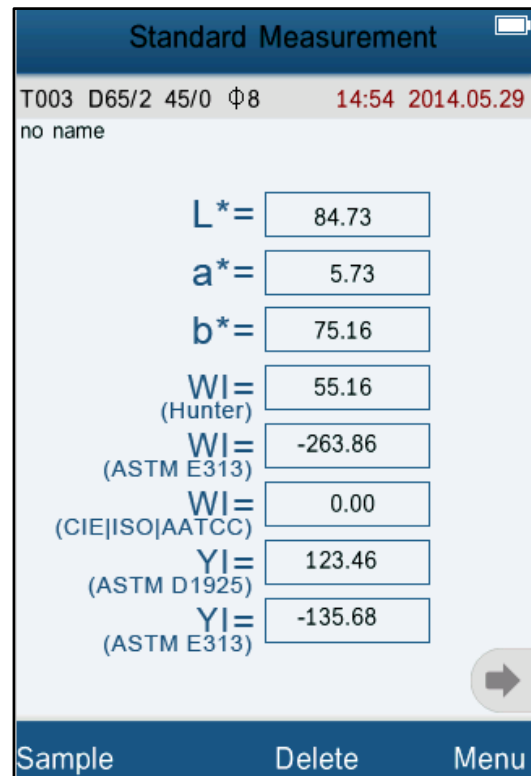 Standard Measurement
T003 D65/2 45/0 Φ8 14:54 2014.05.29
no name
L*= 84.73
a*= 5.73
b*= 75.16
WI= 55.16
(Hunter)
WI= -263.86
(ASTM E313)
WI= 0.00
(CIE|ISO|AATCC)
YI= 123.46
(ASTM D1925)
YI= -135.68
(ASTM E313)
Sample Delete Menu